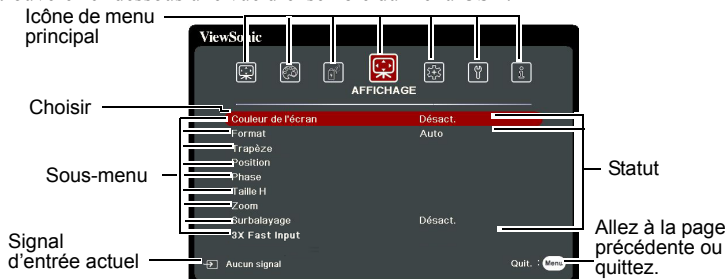 Icône de menu
principal
ViewSonic
AFFICHAGE
Choisir
Couleur de l'écran Désact.
Format Auto
Trapèze
Position
Phase
Taille H
Zoom
Surbalayage Désact.
3X Fast Input
Sous-menu
Statut
Signal
d'entrée actuel
Aucun signal
Quit. : Menu
Allez à la page
précédente ou
quittez.